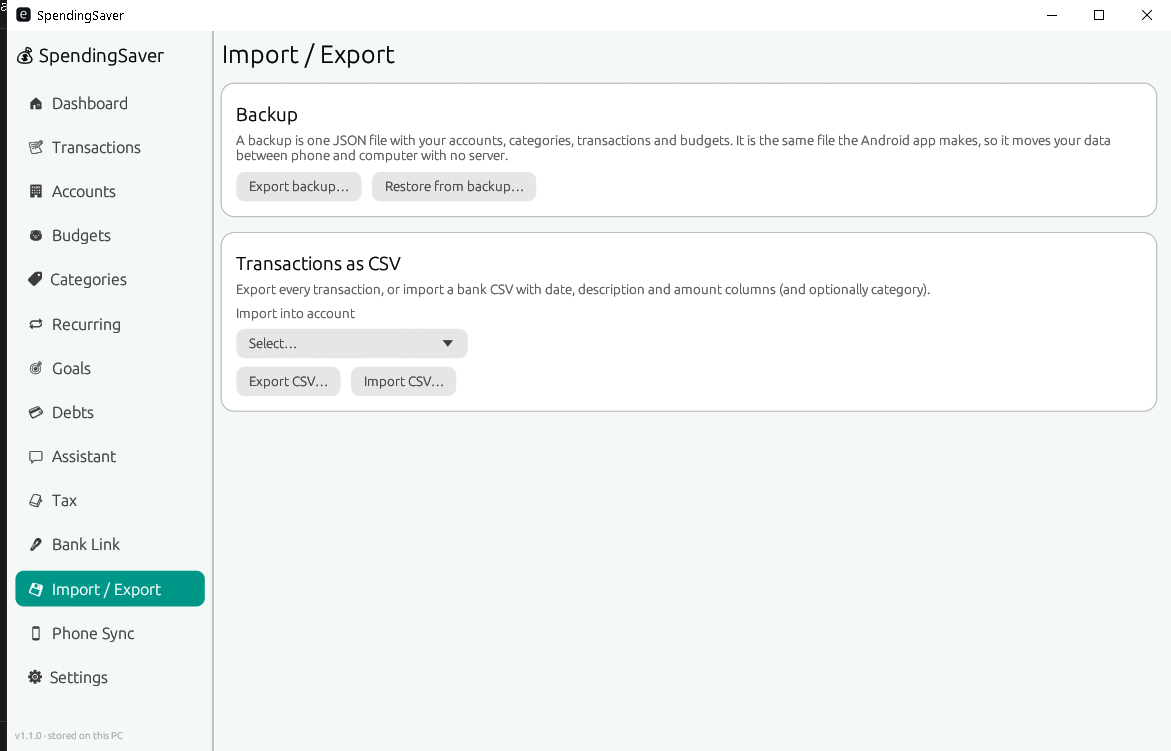 SpendingSaver
SpendingSaver
Dashboard
Transactions
Accounts
Budgets
Categories
Recurring
Goals
Debts
Assistant
Tax
Bank Link
Import / Export
Phone Sync
Settings
v1.1.0 · stored on this PC
Import / Export
Backup
A backup is one JSON file with your accounts, categories, transactions and budgets. It is the same file the Android app makes, so it moves your data
between phone and computer with no server.
Export backup…
Restore from backup…
Transactions as CSV
Export every transaction, or import a bank CSV with date, description and amount columns (and optionally category).
Import into account
Select…
Export CSV…
Import CSV…